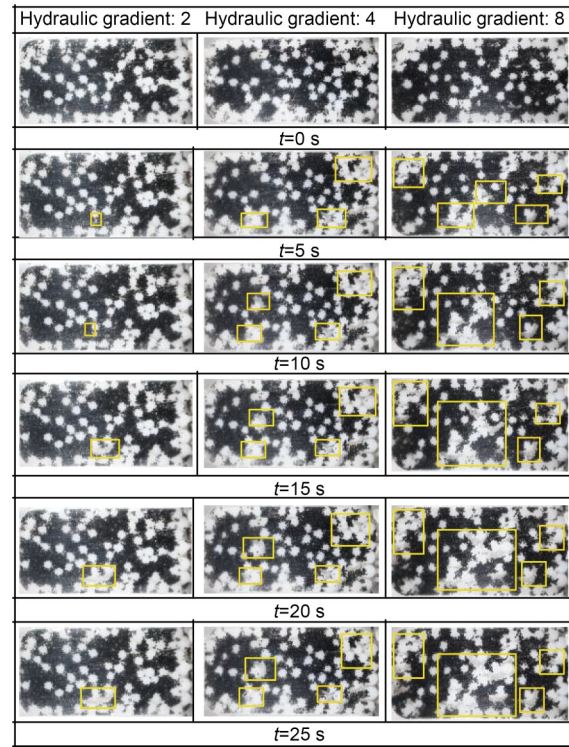 Hydraulic gradient: 2 Hydraulic gradient: 4 Hydraulic gradient: 8
t=0 s
t=5 s
t=10 s
t=15 s
t=20 s
t=25 s